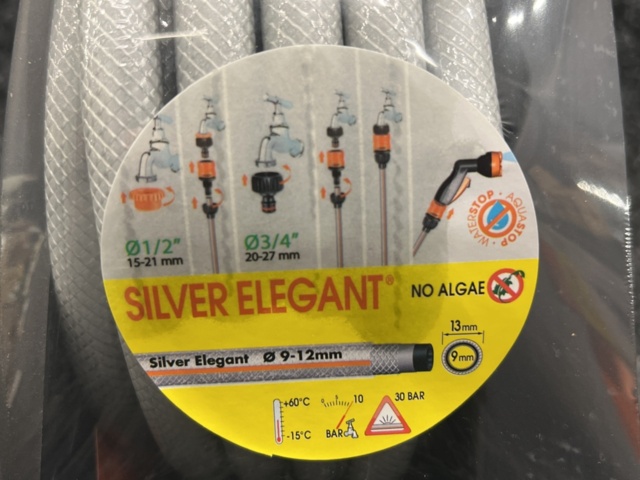 Ø1/2"
15-21 mm
Ø3/4"
20-27 mm
WATERSTOP · AQUASTOP ·
SILVER ELEGANT®
NO ALGAE
13mm
9mm
Silver Elegant Ø 9-12mm
+60°C
-15°C
10
BAR
30 BAR